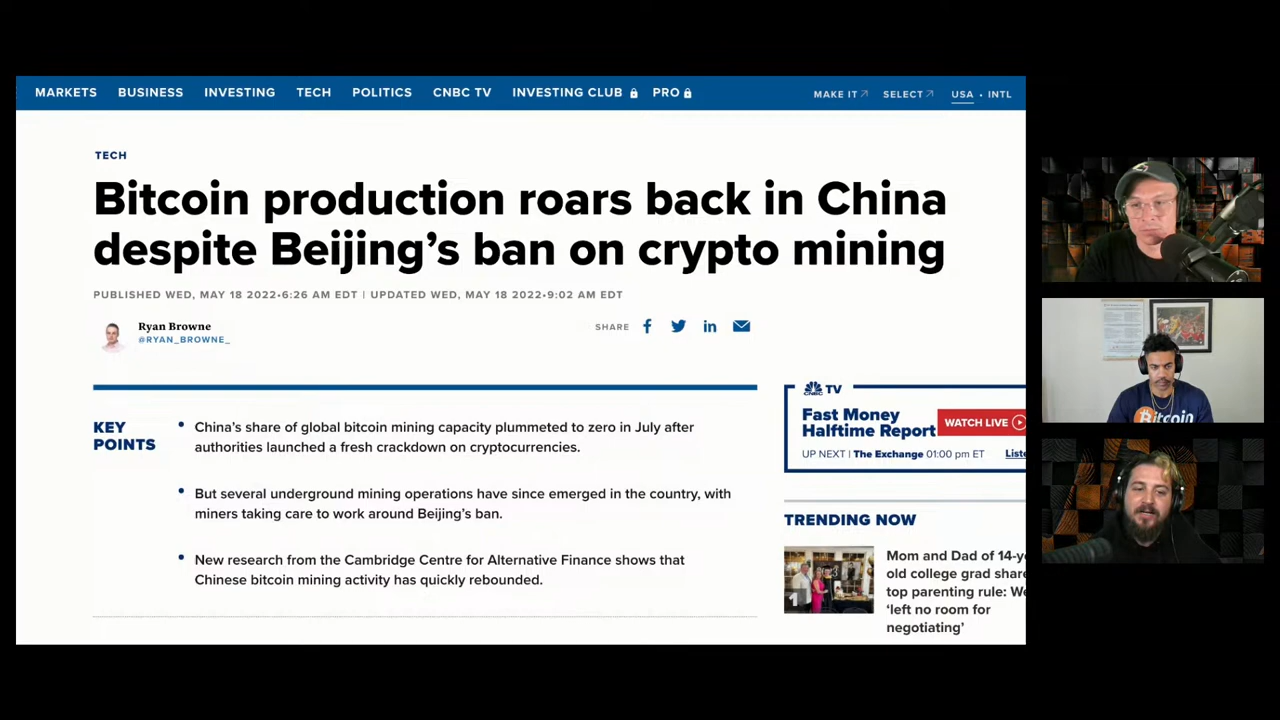 MARKETS BUSINESS INVESTING TECH POLITICS CNBC TV INVESTING CLUB PRO MAKE IT SELECT USA • INTL
TECH
Bitcoin production roars back in China
despite Beijing’s ban on crypto mining
PUBLISHED WED, MAY 18 2022•6:26 AM EDT | UPDATED WED, MAY 18 2022•9:02 AM EDT
Ryan Browne
@RYAN_BROWNE_
SHARE
KEY
POINTS
• China’s share of global bitcoin mining capacity plummeted to zero in July after
authorities launched a fresh crackdown on cryptocurrencies.
• But several underground mining operations have since emerged in the country, with
miners taking care to work around Beijing’s ban.
• New research from the Cambridge Centre for Alternative Finance shows that
Chinese bitcoin mining activity has quickly rebounded.
CNBC TV
Fast Money
Halftime Report
WATCH LIVE
UP NEXT | The Exchange 01:00 pm ET Liste
TRENDING NOW
1
Mom and Dad of 14-ye
old college grad share
top parenting rule: We
‘left no room for
negotiating’
Bitcoin